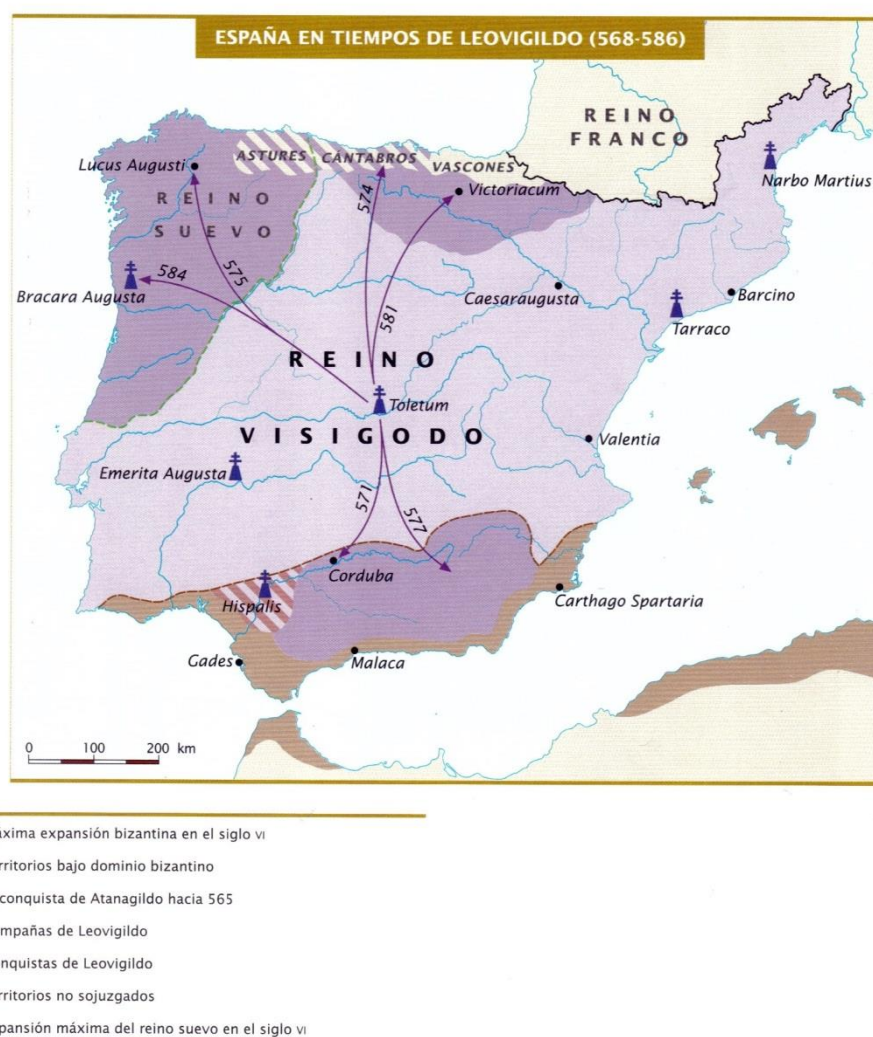 ESPAÑA EN TIEMPOS DE LEOVIGILDO (568-586)
REINO
FRANCO
ASTURES
CÁNTABROS
VASCONES
Lucus Augusti
Victoriacum
Narbo Martius
REINO
SUEVO
574
575
584
581
Bracara Augusta
Caesaraugusta
Barcino
Tarraco
REINO
Toletum
VISIGODO
Valentia
Emerita Augusta
571
577
Corduba
Hispalis
Carthago Spartaria
Gades
Malaca
0 100 200 km
áxima expansión bizantina en el siglo VI
rritorios bajo dominio bizantino
conquista de Atanagildo hacia 565
mpañas de Leovigildo
nquistas de Leovigildo
rritorios no sojuzgados
pansión máxima del reino suevo en el siglo VI